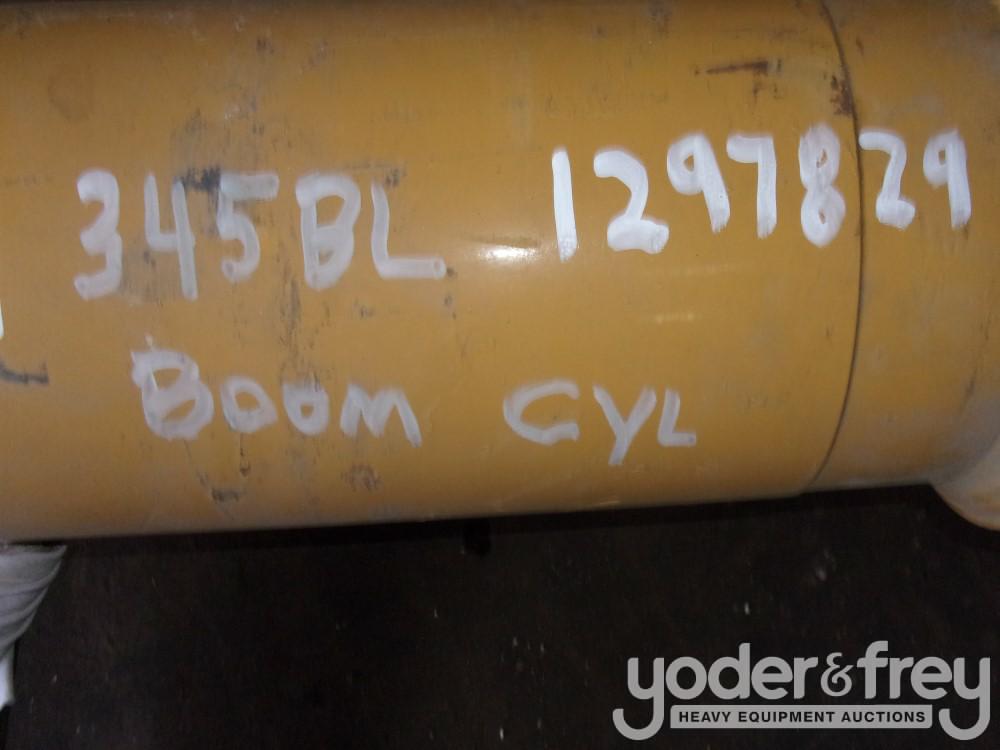 345BL 1297829
BOOM CYL
yoder&frey
HEAVY EQUIPMENT AUCTIONS